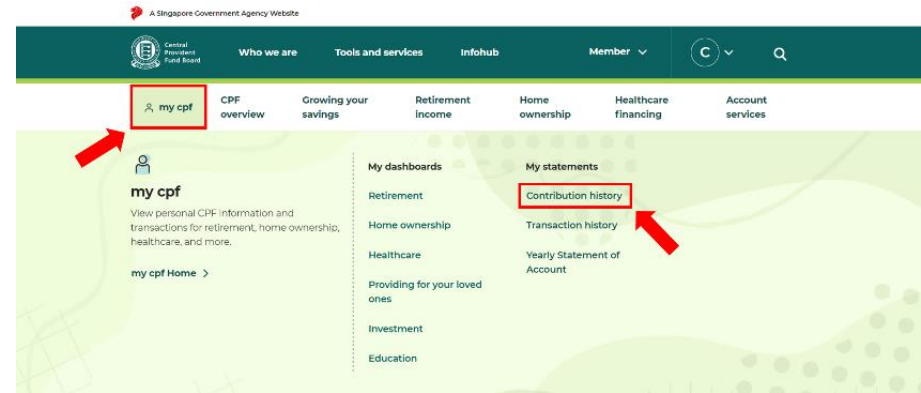 A Singapore Government Agency Website
Central
Provident
Fund Board
Who we are
Tools and services
Infohub
Member
C
my cpf
CPF
overview
Growing your
savings
Retirement
income
Home
ownership
Healthcare
financing
Account
services
my cpf
View personal CPF information and
transactions for retirement, home ownership,
healthcare, and more.
my cpf Home >
My dashboards
Retirement
Home ownership
Healthcare
Providing for your loved
ones
Investment
Education
My statements
Contribution history
Transaction history
Yearly Statement of
Account